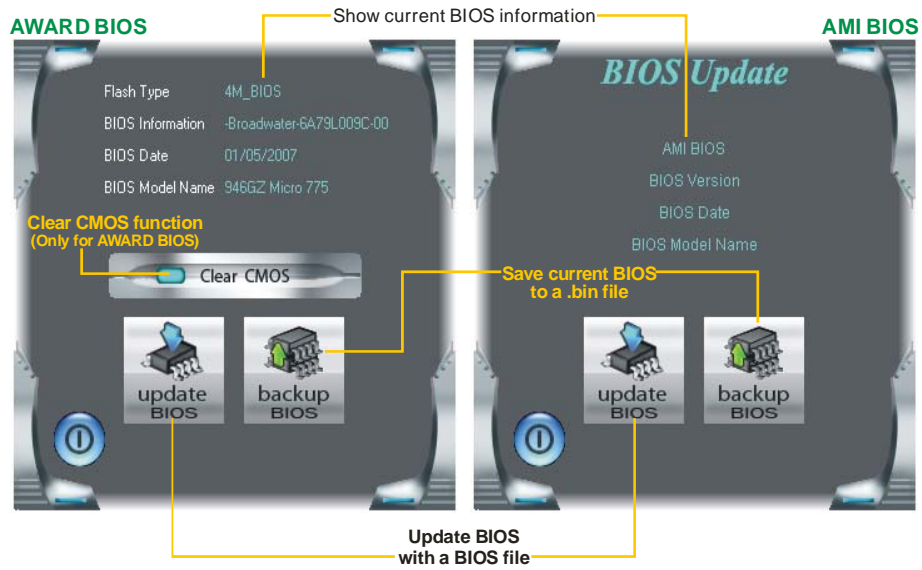 Show current BIOS information
AWARD BIOS
AMI BIOS
Flash Type 4M_BIOS
BIOS Information -Broadwater-6A79L009C-00
BIOS Date 01/05/2007
BIOS Model Name 946GZ Micro 775
Clear CMOS function
(Only for AWARD BIOS)
Clear CMOS
update
BIOS
backup
BIOS
BIOS Update
AMI BIOS
BIOS Version
BIOS Date
BIOS Model Name
Save current BIOS
to a .bin file
update
BIOS
backup
BIOS
Update BIOS
with a BIOS file